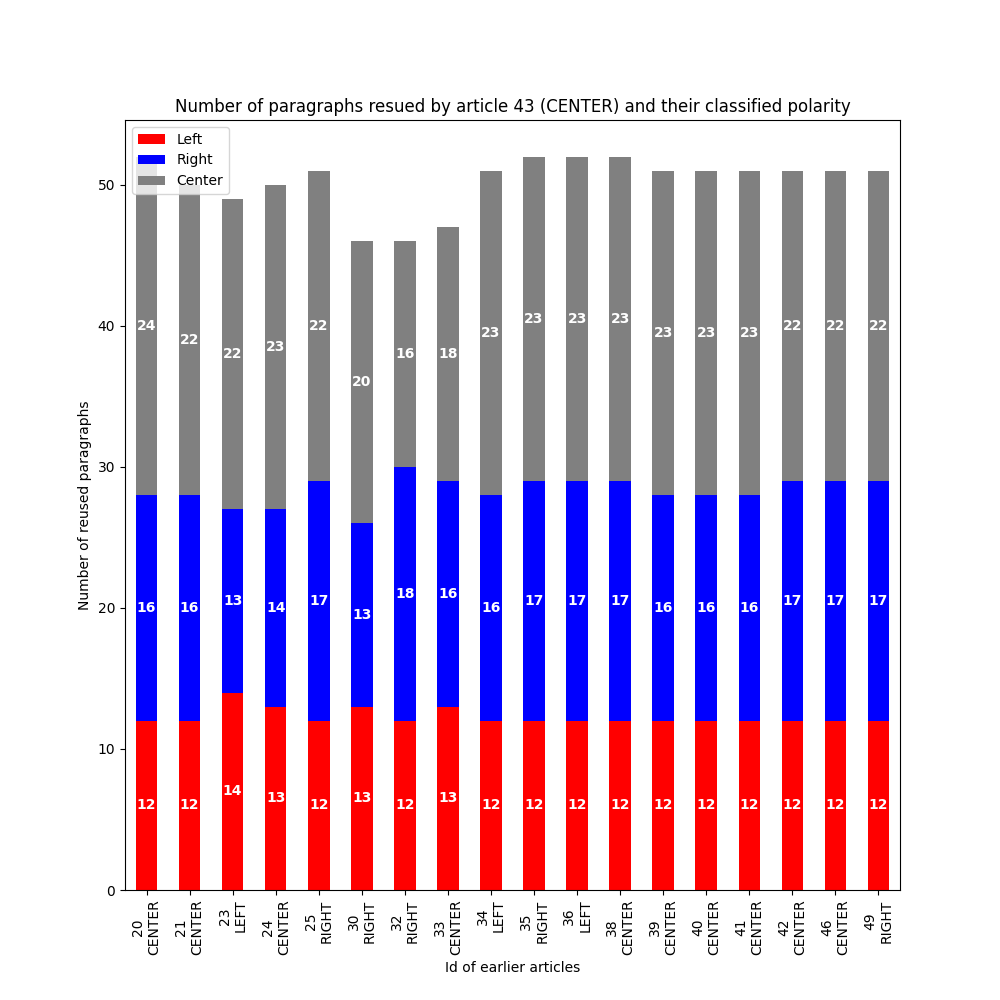 Number of paragraphs resued by article 43 (CENTER) and their classified polarity
Left
Right
Center
Number of reused paragraphs
50
40
30
20
10
0
24 22 22 23 22 20 16 18 23 23 23 23 23 23 23 22 22 22
16 16 13 14 17 13 18 16 16 17 17 17 16 16 16 17 17 17
12 12 14 13 12 13 12 13 12 12 12 12 12 12 12 12 12 12
20
CENTER
21
CENTER
23
LEFT
24
CENTER
25
RIGHT
30
RIGHT
32
RIGHT
33
CENTER
34
LEFT
35
RIGHT
36
LEFT
38
CENTER
39
CENTER
40
CENTER
41
CENTER
42
CENTER
46
CENTER
49
RIGHT
Id of earlier articles